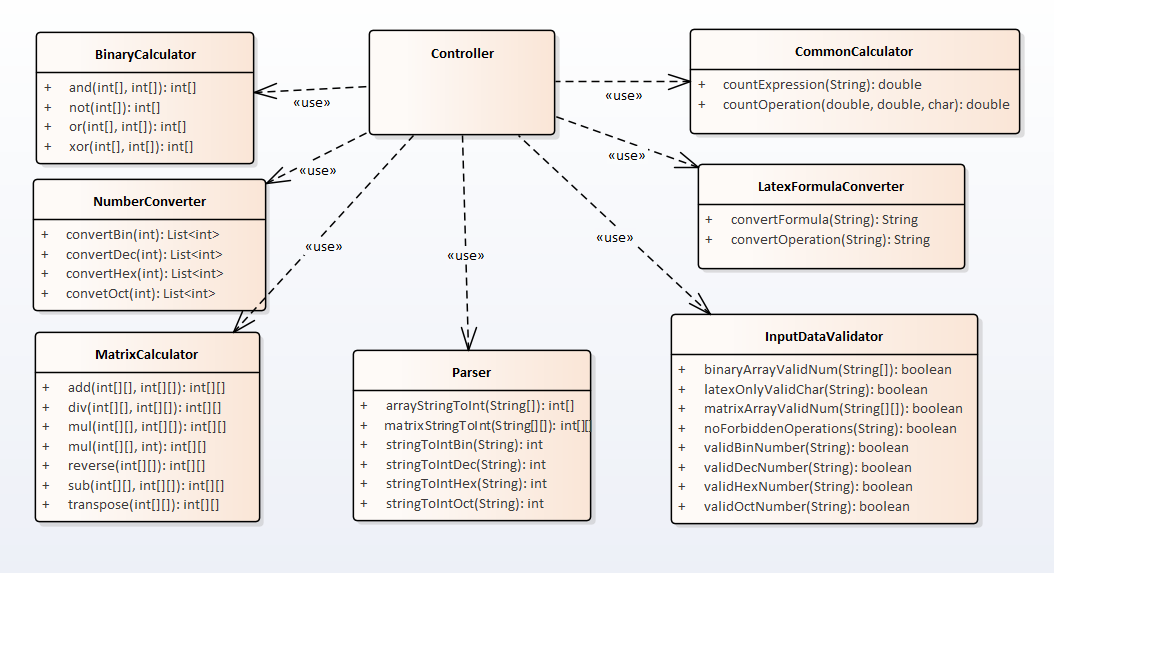 BinaryCalculator
+ and(int[], int[]): int[]
+ not(int[]): int[]
+ or(int[], int[]): int[]
+ xor(int[], int[]): int[]
Controller
CommonCalculator
+ countExpression(String): double
+ countOperation(double, double, char): double
«use»
«use»
«use»
«use»
«use»
«use»
«use»
NumberConverter
+ convertBin(int): List<int>
+ convertDec(int): List<int>
+ convertHex(int): List<int>
+ convetOct(int): List<int>
LatexFormulaConverter
+ convertFormula(String): String
+ convertOperation(String): String
MatrixCalculator
+ add(int[][], int[][]): int[][]
+ div(int[][], int[][]): int[][]
+ mul(int[][], int[][]): int[][]
+ mul(int[][], int): int[][]
+ reverse(int[][]): int[][]
+ sub(int[][], int[][]): int[][]
+ transpose(int[][]): int[][]
Parser
+ arrayStringToInt(String[]): int[]
+ matrixStringToInt(String[][]): int[][]
+ stringToIntBin(String): int
+ stringToIntDec(String): int
+ stringToIntHex(String): int
+ stringToIntOct(String): int
InputDataValidator
+ binaryArrayValidNum(String[]): boolean
+ latexOnlyValidChar(String): boolean
+ matrixArrayValidNum(String[][]): boolean
+ noForbiddenOperations(String): boolean
+ validBinNumber(String): boolean
+ validDecNumber(String): boolean
+ validHexNumber(String): boolean
+ validOctNumber(String): boolean